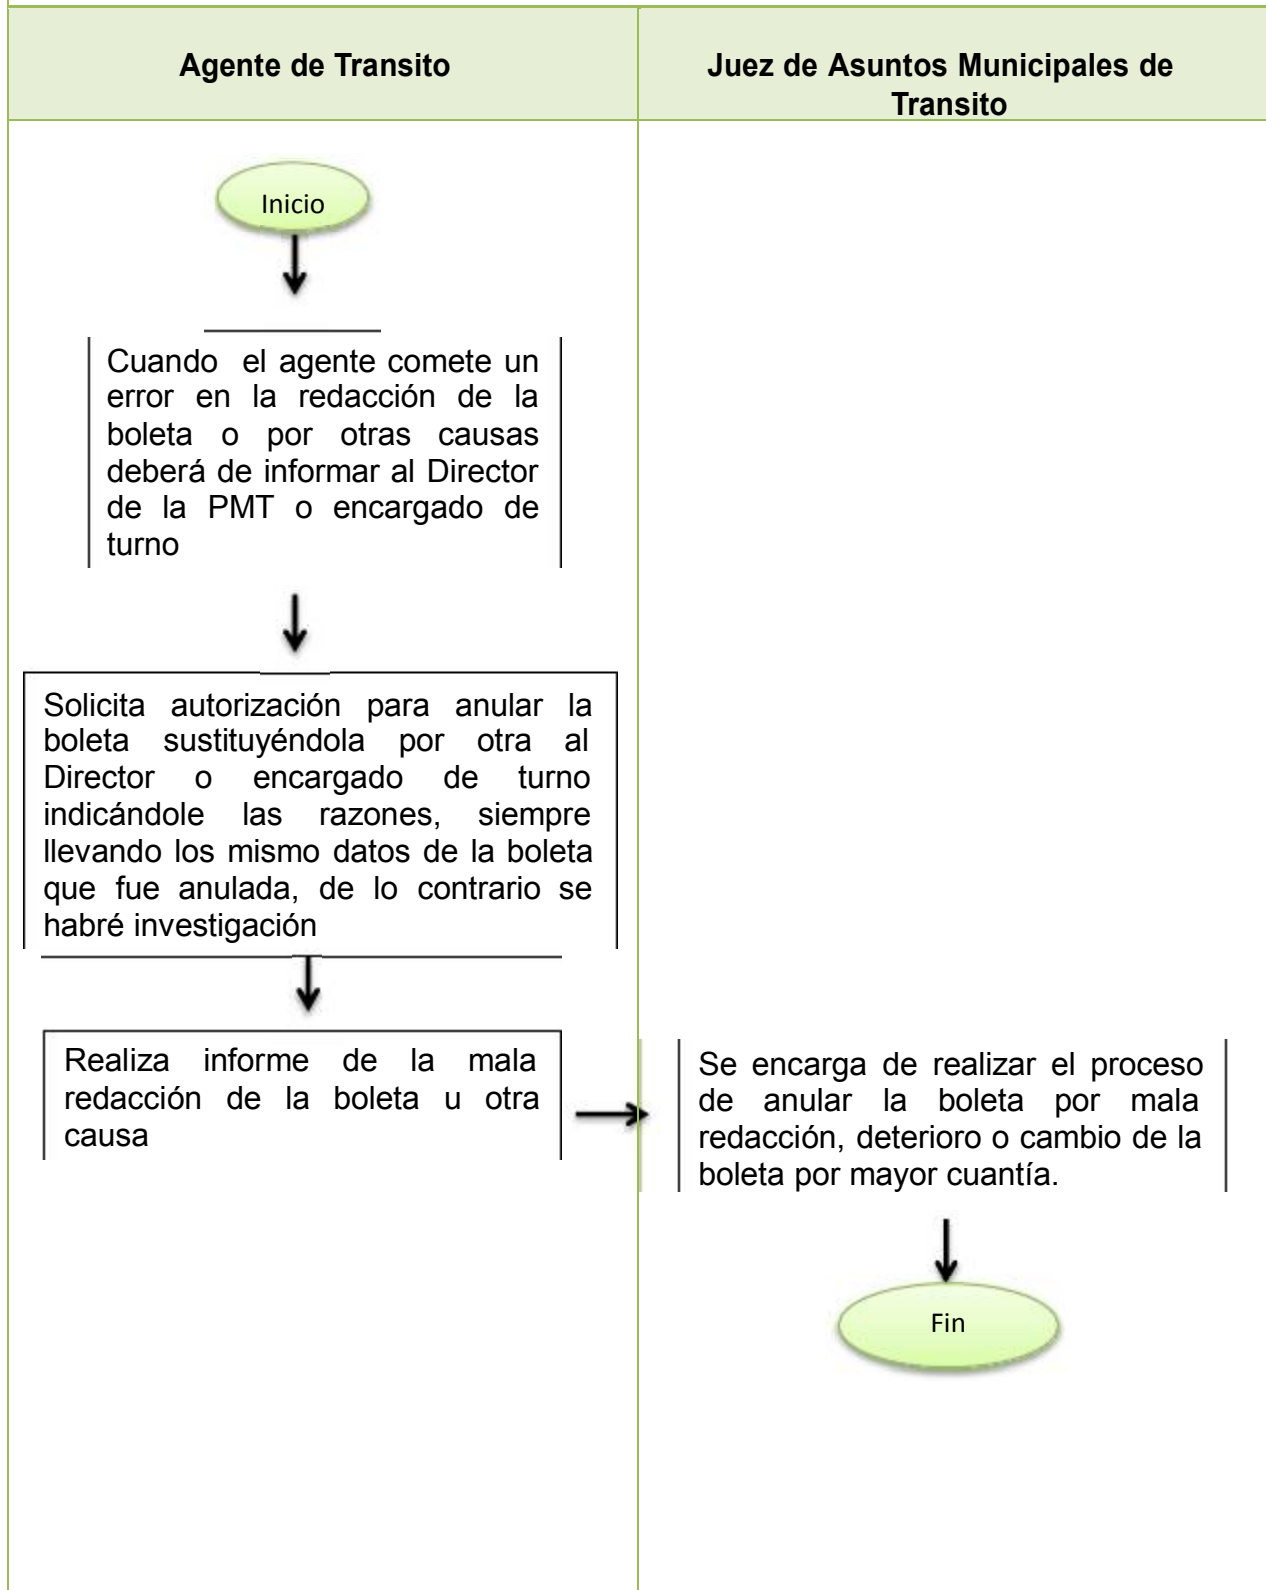 Agente de Transito
Juez de Asuntos Municipales de
Transito
Inicio
Cuando el agente comete un
error en la redacción de la
boleta o por otras causas
deberá de informar al Director
de la PMT o encargado de
turno
Solicita autorización para anular la
boleta sustituyéndola por otra al
Director o encargado de turno
indicándole las razones, siempre
llevando los mismo datos de la boleta
que fue anulada, de lo contrario se
habré investigación
Realiza informe de la mala
redacción de la boleta u otra
causa
Se encarga de realizar el proceso
de anular la boleta por mala
redacción, deterioro o cambio de la
boleta por mayor cuantía.
Fin